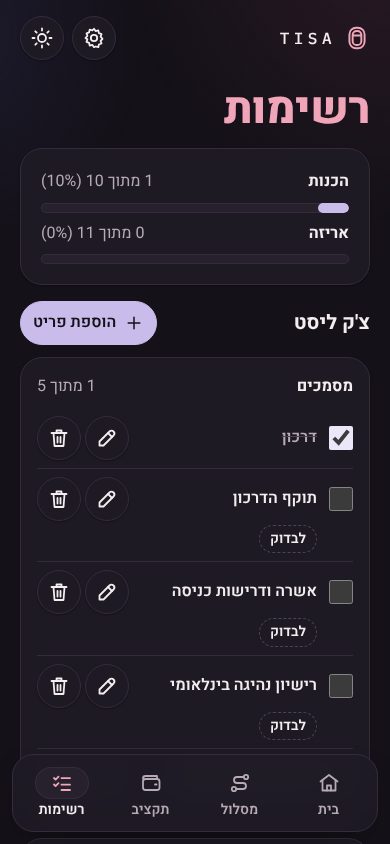 TISA
רשימות
הכנות
1 מתוך 10 (10%)
אריזה
0 מתוך 11 (0%)
צ'ק ליסט
הוספת פריט
מסמכים
1 מתוך 5
דרכון
תוקף הדרכון
לבדוק
אשרה ודרישות כניסה
לבדוק
רישיון נהיגה בינלאומי
לבדוק
בית
מסלול
תקציב
רשימות